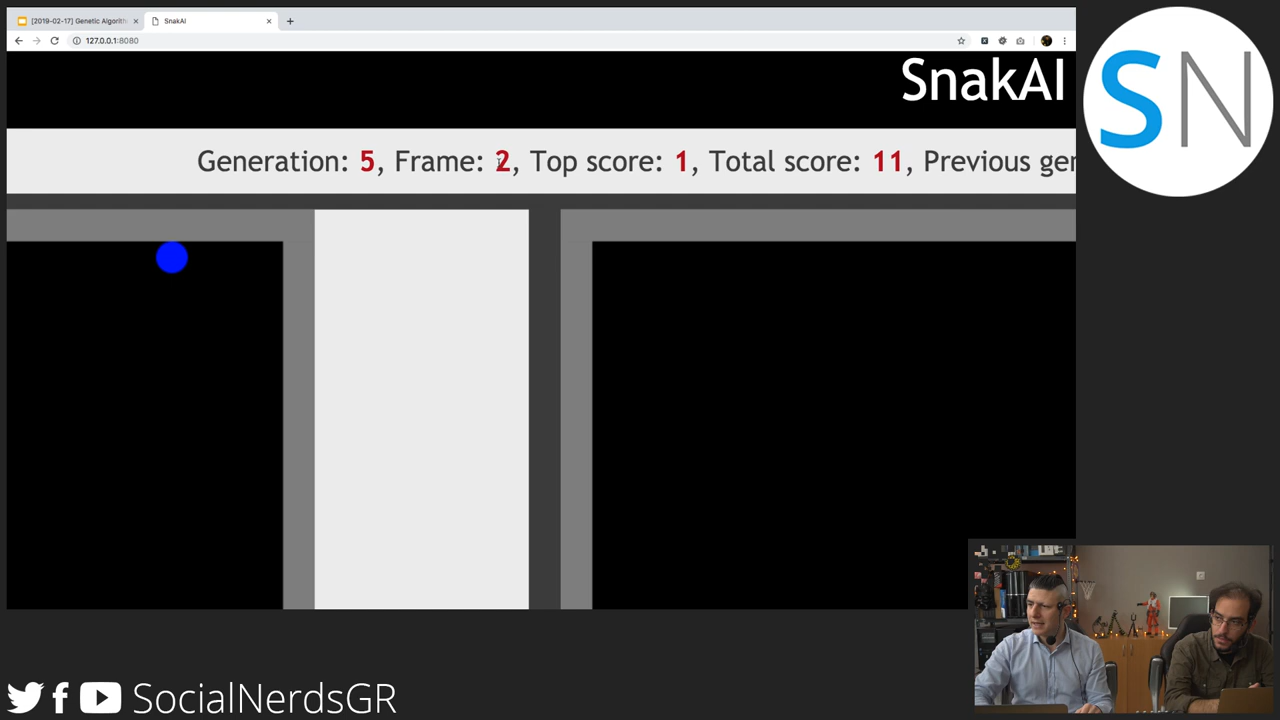 [2019-02-17] Genetic Algorith
SnakAI
127.0.0.1:8080
SN
SnakAI
Generation: 5, Frame: 2, Top score: 1, Total score: 11, Previous ger
SocialNerdsGR